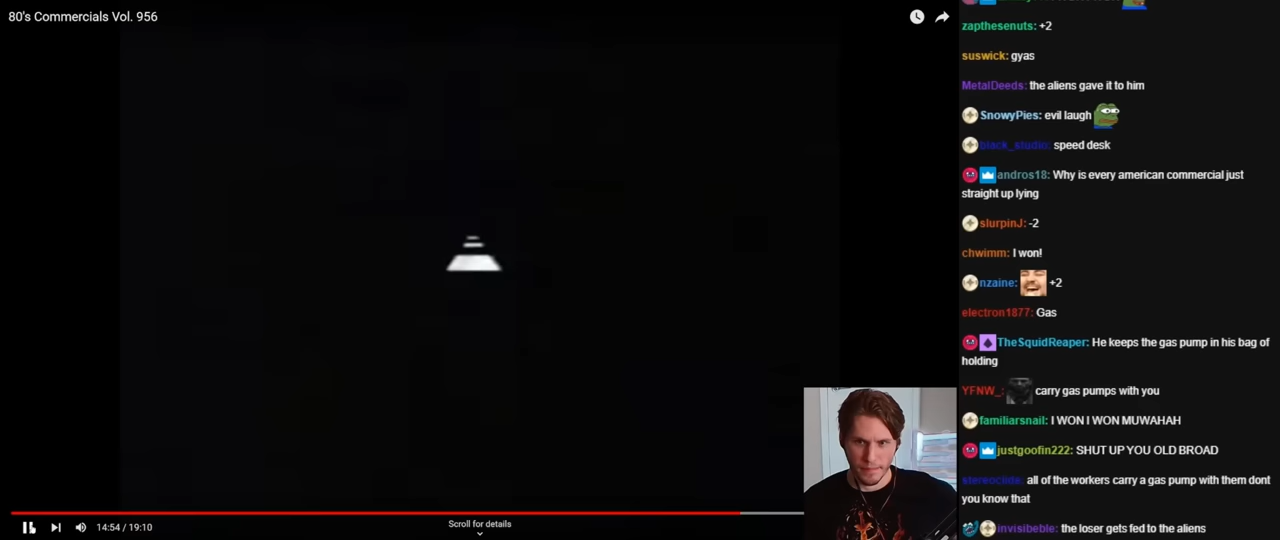 80's Commercials Vol. 956
zapthesenuts: +2
suswick: gyas
MetalDeeds: the aliens gave it to him
SnowyPies: evil laugh
black_studio: speed desk
andros18: Why is every american commercial just
straight up lying
slurpinJ: -2
chwimm: I won!
nzaine: +2
electron1877: Gas
TheSquidReaper: He keeps the gas pump in his bag of
holding
YFNW_: carry gas pumps with you
familiarsnail: I WON I WON MUWAHAH
justgoofin222: SHUT UP YOU OLD BROAD
all of the workers carry a gas pump with them dont
you know that
invisibeble: the loser gets fed to the aliens
14:54 / 19:10
Scroll for details